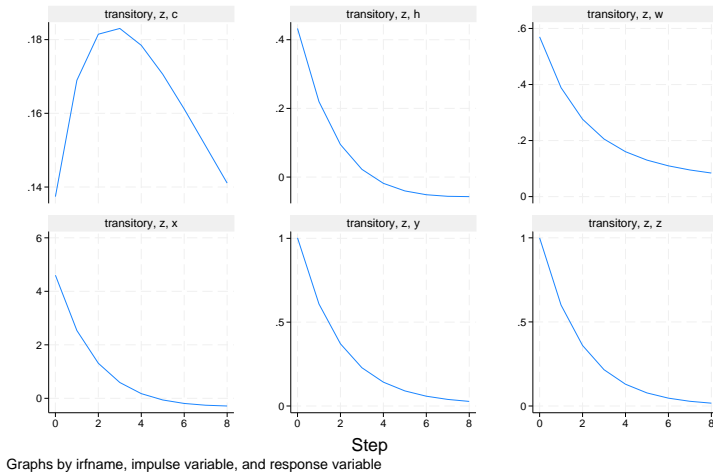 transitory, z, c
transitory, z, h
transitory, z, w
.18
.16
.14
.4
.2
0
.6
.4
.2
0
transitory, z, x
transitory, z, y
transitory, z, z
6
4
2
0
1
.5
0
1
.5
0
0 2 4 6 8
0 2 4 6 8
0 2 4 6 8
Step
Graphs by irfname, impulse variable, and response variable